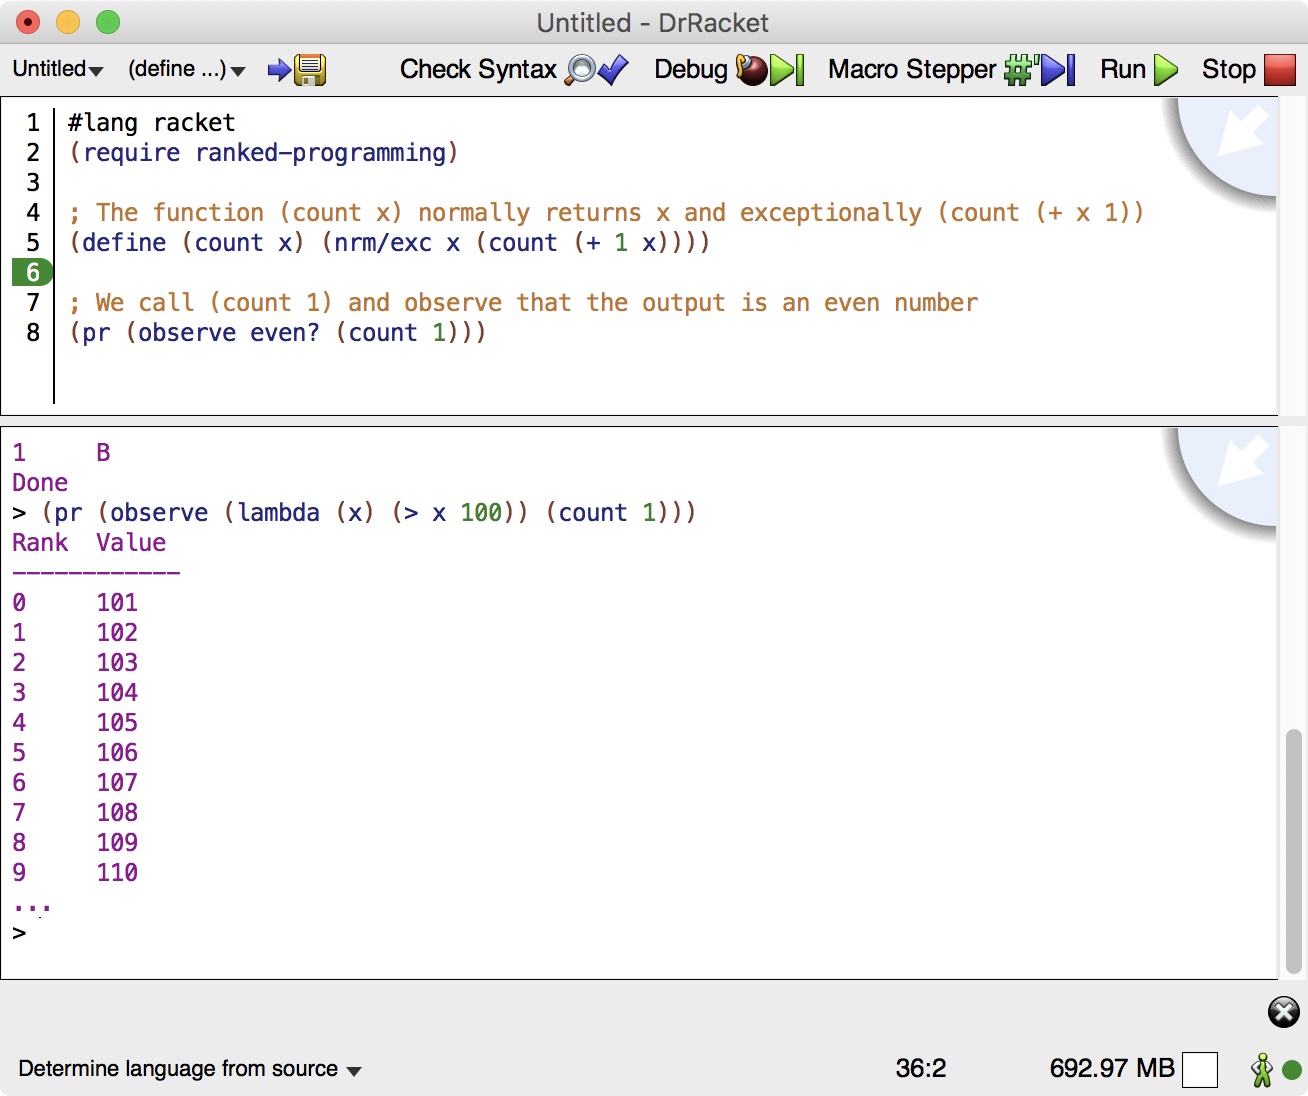 Untitled - DrRacket
Untitled (define ...) Check Syntax Debug Macro Stepper #' Run Stop
1 #lang racket
2 (require ranked-programming)
3
4 ; The function (count x) normally returns x and exceptionally (count (+ x 1))
5 (define (count x) (nrm/exc x (count (+ 1 x))))
6
7 ; We call (count 1) and observe that the output is an even number
8 (pr (observe even? (count 1)))
1 B
Done
> (pr (observe (lambda (x) (> x 100)) (count 1)))
Rank Value
------------
0 101
1 102
2 103
3 104
4 105
5 106
6 107
7 108
8 109
9 110
...
>
Determine language from source 36:2 692.97 MB